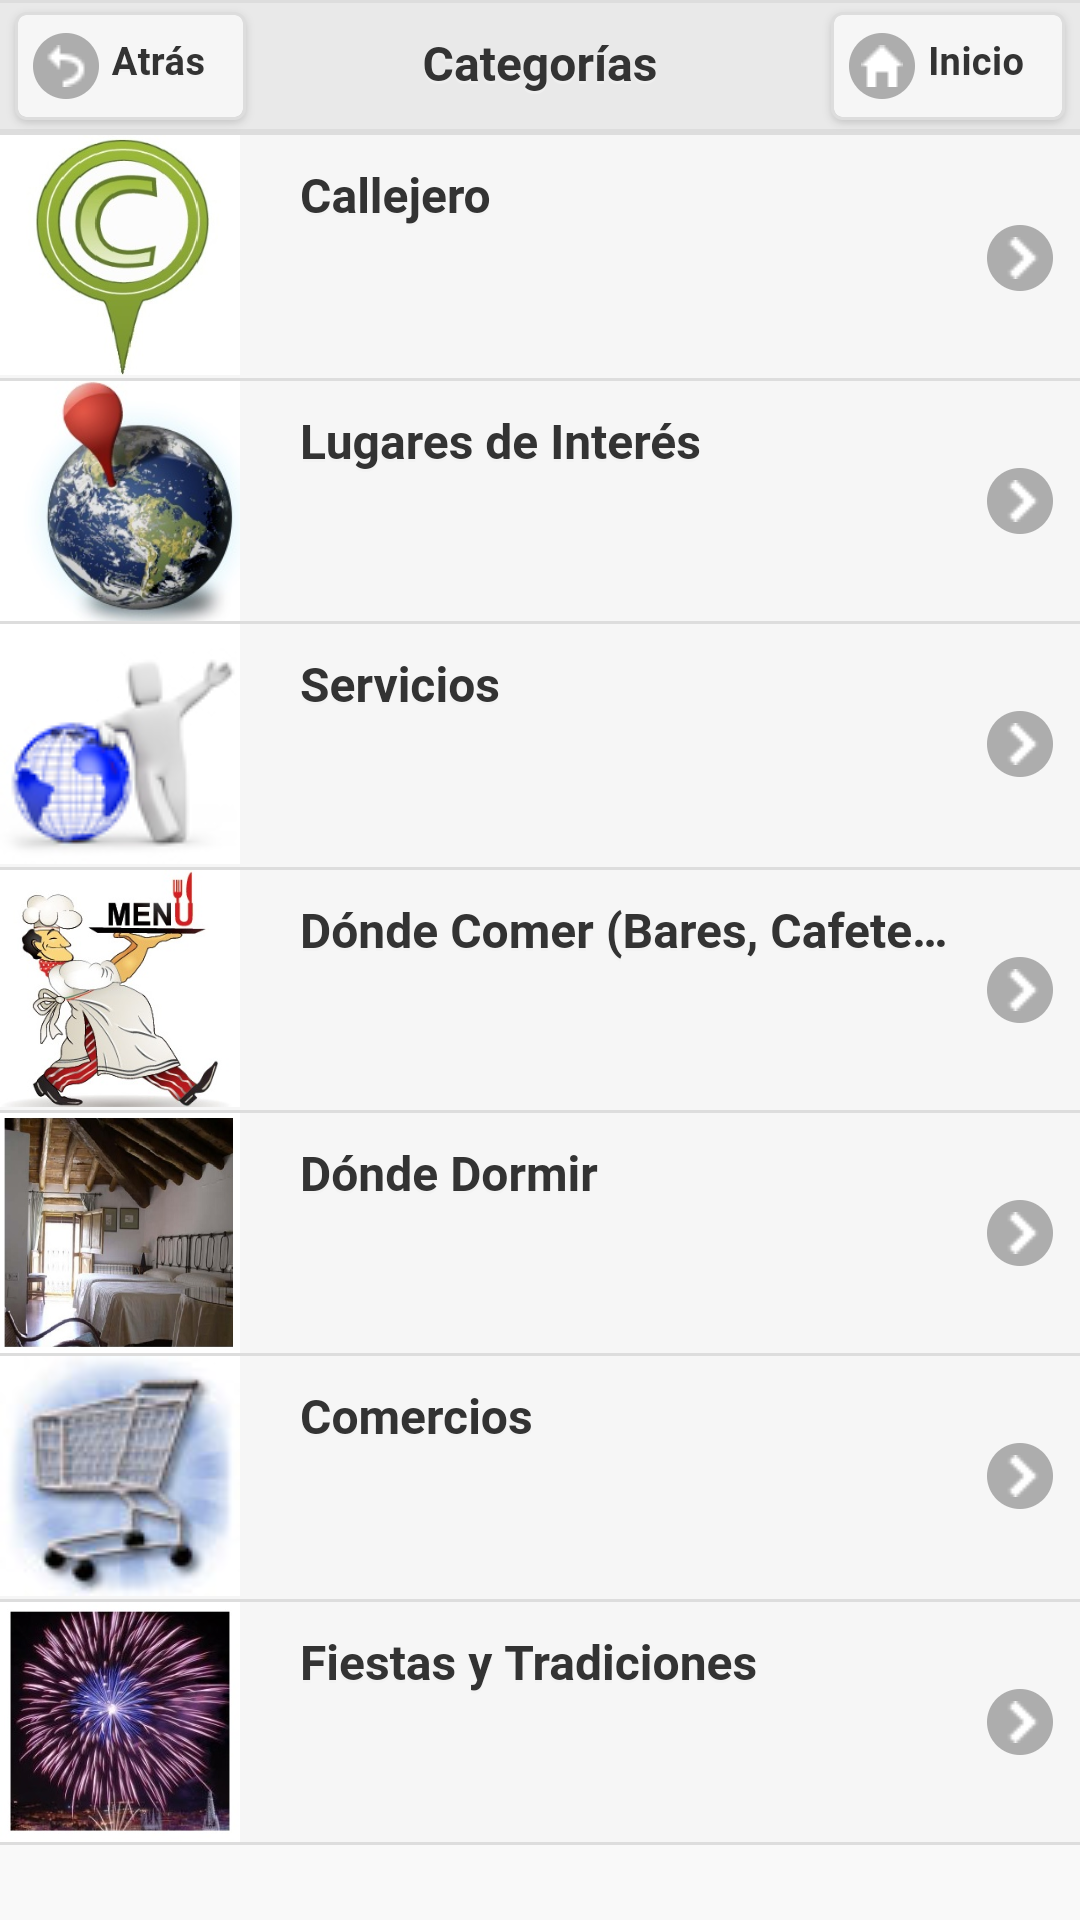 Atrás
Categorías
Inicio
C
Callejero
Lugares de Interés
Servicios
MENU
Dónde Comer (Bares, Cafete...
Dónde Dormir
Comercios
Fiestas y Tradiciones